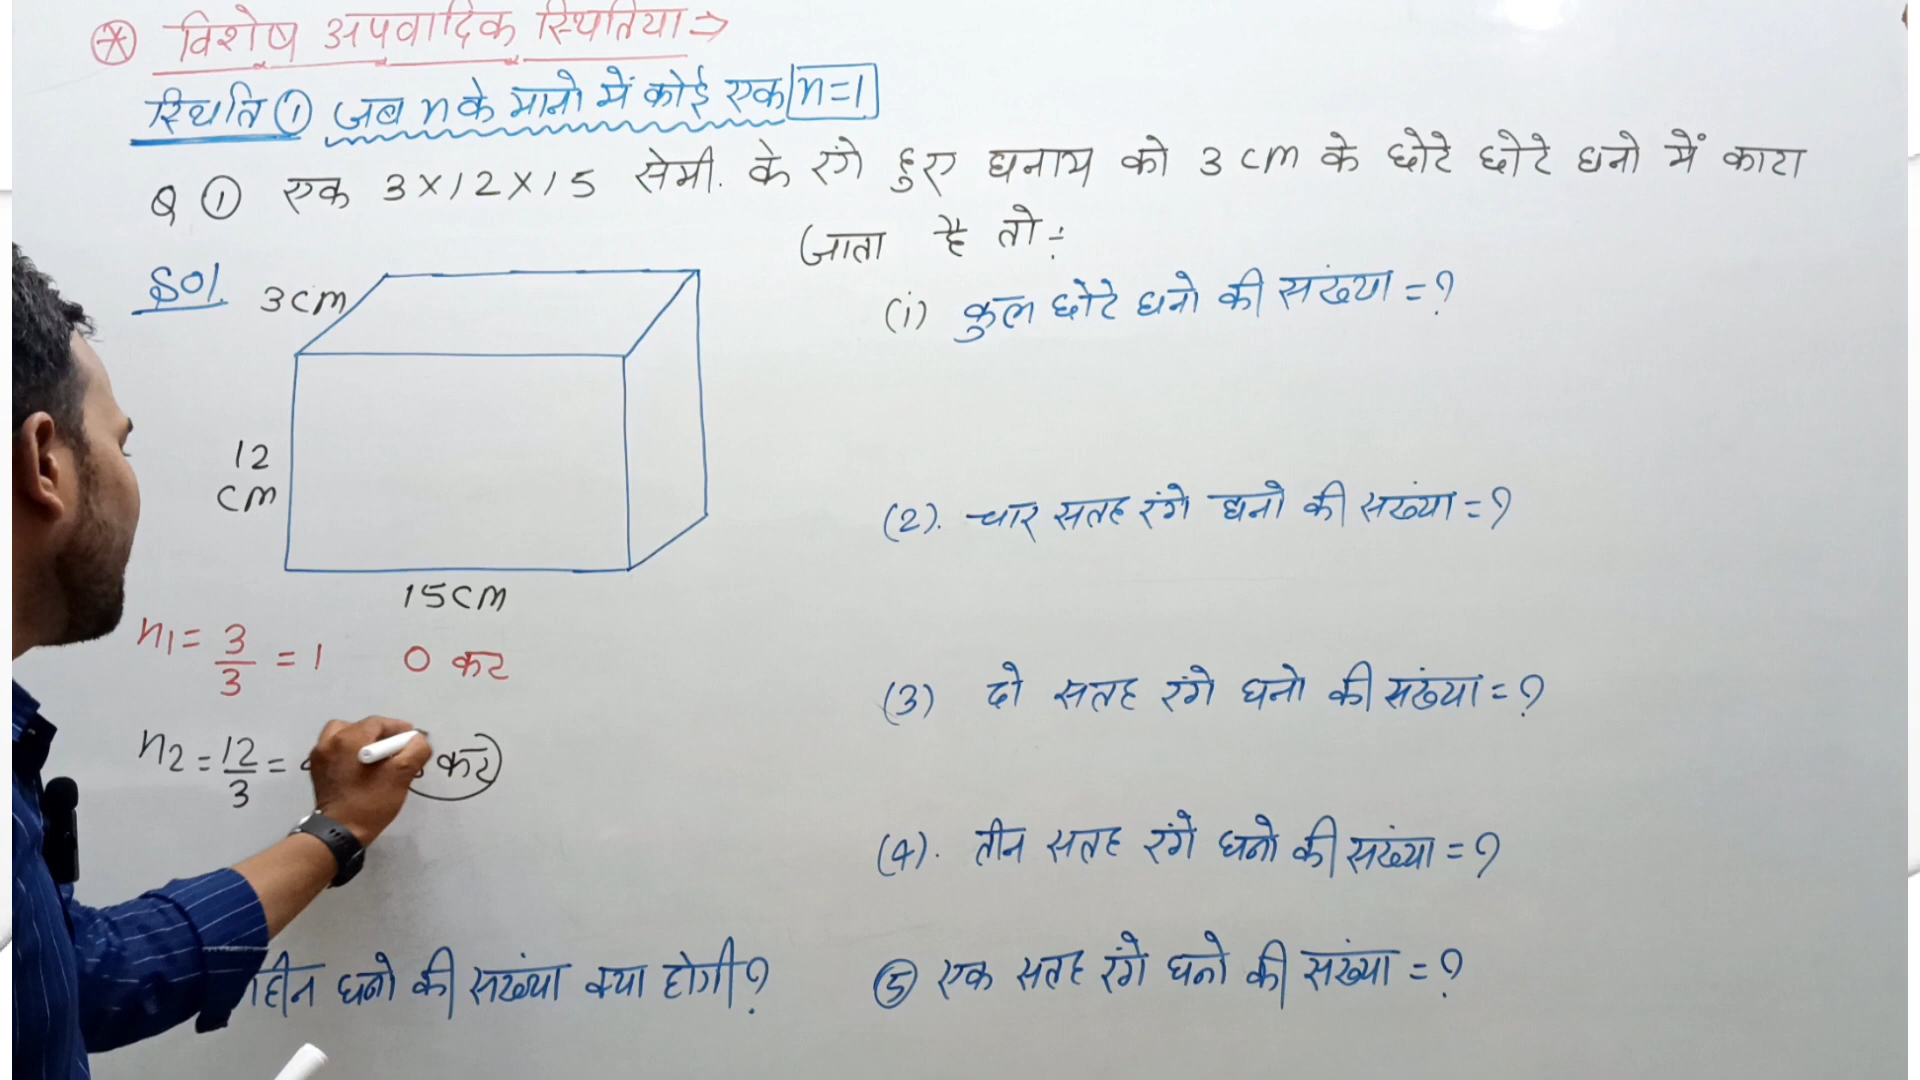 विशेष अपवादिक स्थितिया ⇒
स्थिति ① जब n के मानो में कोई एक n=1
Q ① एक 3×12×15 सेमी. के रंगे हुए घनाभ को 3 cm के छोटे छोटे घनो में काटा
जाता है तो :-
Sol.
3cm
12
cm
15cm
n1 = 3/3 = 1 0 कट
n2 = 12/3 = कट
(i) कुल छोटे घनो की संख्या = ?
(2). चार सतह रंगे घनो की संख्या = ?
(3) दो सतह रंगे घनो की संख्या = ?
(4). तीन सतह रंगे घनो की संख्या = ?
⑤ एक सतह रंगे घनो की संख्या = ?
घनो की संख्या क्या होगी ?